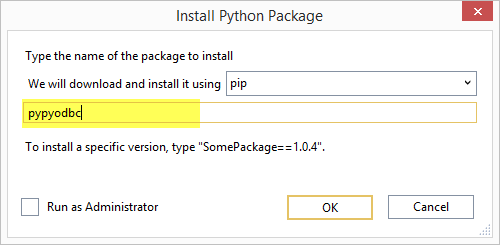 Install Python Package
Type the name of the package to install
We will download and install it using pip
pypyodbc
To install a specific version, type "SomePackage==1.0.4".
Run as Administrator
OK Cancel